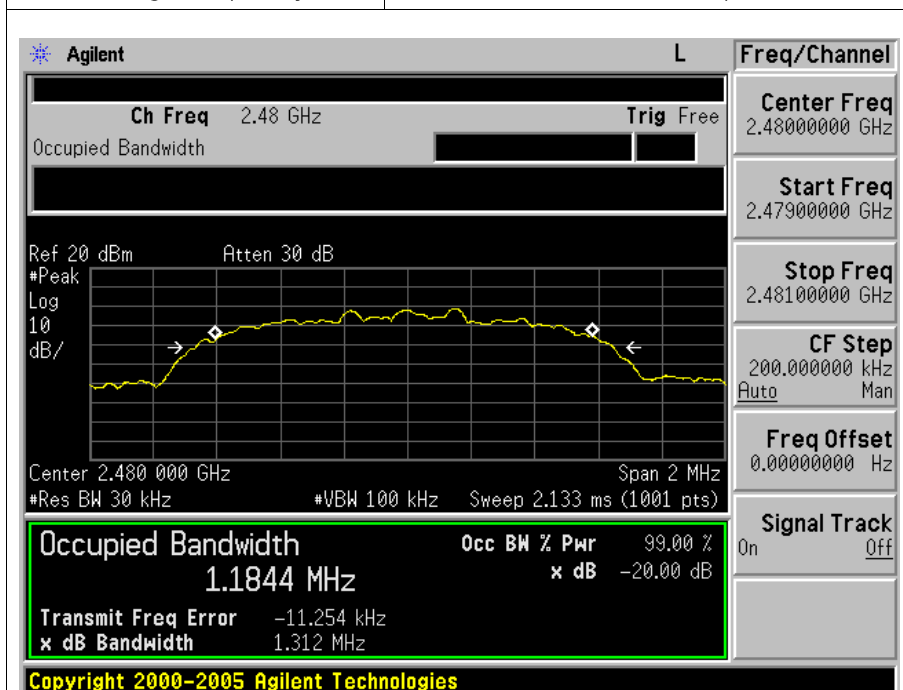 Agilent L Freq/Channel
Ch Freq 2.48 GHz Trig Free
Occupied Bandwidth
Center Freq
2.48000000 GHz
Start Freq
2.47900000 GHz
Stop Freq
2.48100000 GHz
CF Step
200.000000 kHz
Auto Man
Freq Offset
0.00000000 Hz
Signal Track
On Off
Ref 20 dBm Atten 30 dB
#Peak
Log
10
dB/
Center 2.480 000 GHz Span 2 MHz
#Res BW 30 kHz #VBW 100 kHz Sweep 2.133 ms (1001 pts)
Occupied Bandwidth Occ BW % Pwr 99.00 %
1.1844 MHz x dB -20.00 dB
Transmit Freq Error -11.254 kHz
x dB Bandwidth 1.312 MHz
Copyright 2000-2005 Agilent Technologies